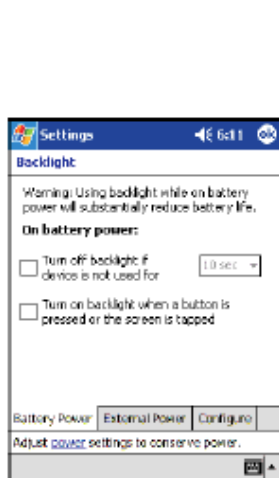 Settings 6:11 ok
Backlight
Warning: Using backlight while on battery
power will substantially reduce battery life.
On battery power:
Turn off backlight if
device is not used for
10 sec
Turn on backlight when a button is
pressed or the screen is tapped
Battery Power External Power Configure
Adjust power settings to conserve power.